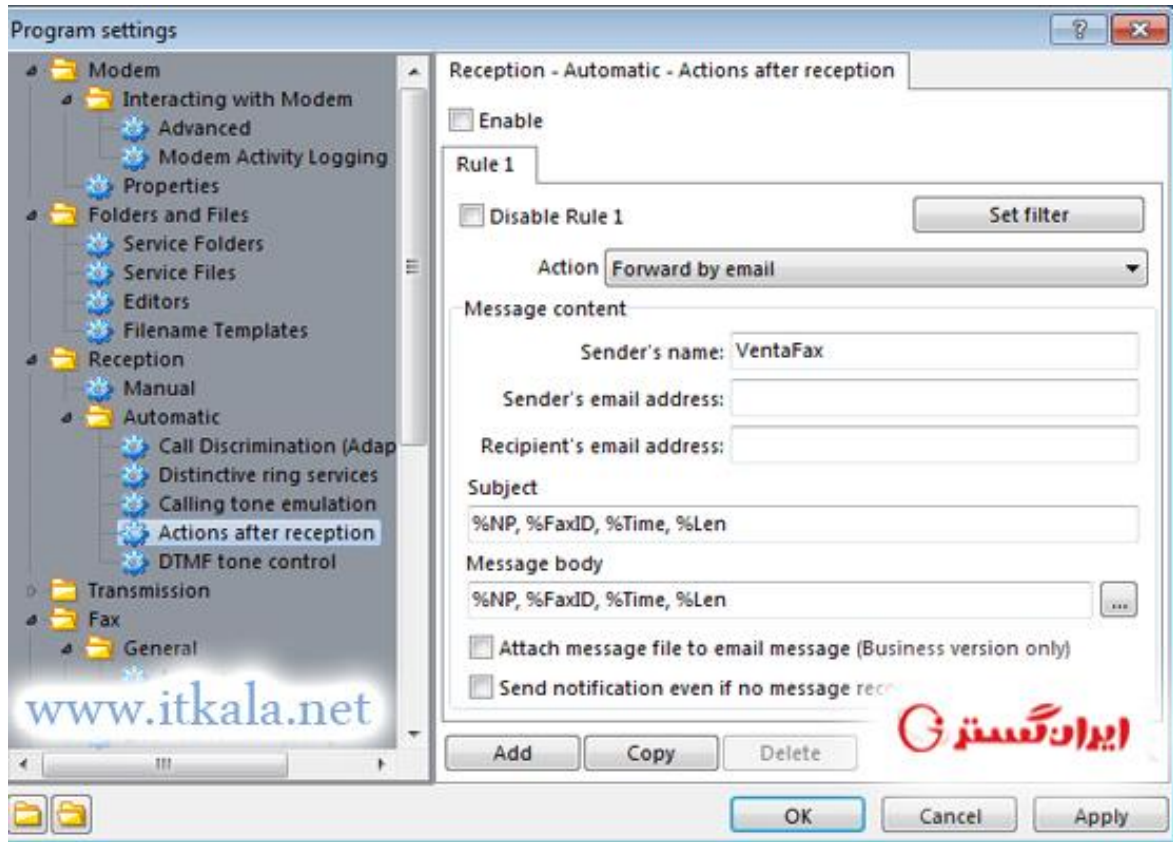 Program settings
Modem
Interacting with Modem
Advanced
Modem Activity Logging
Properties
Folders and Files
Service Folders
Service Files
Editors
Filename Templates
Reception
Manual
Automatic
Call Discrimination (Adap
Distinctive ring services
Calling tone emulation
Actions after reception
DTMF tone control
Transmission
Fax
General
www.itkala.net
Reception - Automatic - Actions after reception
Enable
Rule 1
Disable Rule 1
Set filter
Action Forward by email
Message content
Sender's name: VentaFax
Sender's email address:
Recipient's email address:
Subject
%NP, %FaxID, %Time, %Len
Message body
%NP, %FaxID, %Time, %Len
...
Attach message file to email message (Business version only)
Send notification even if no message rec
ایران گستر
Add Copy Delete
OK Cancel Apply